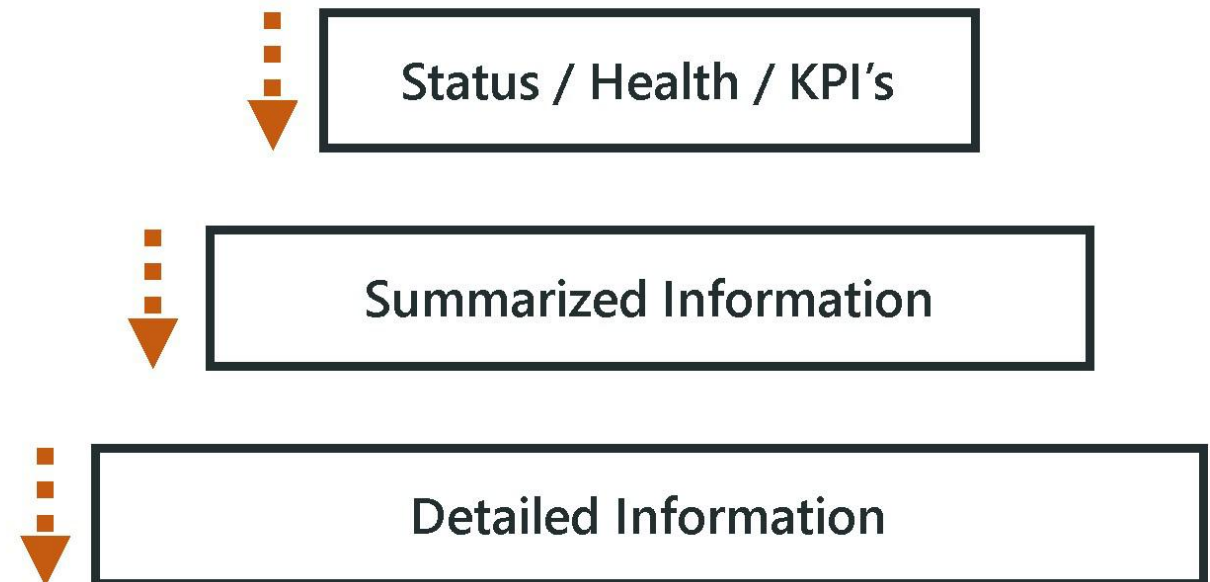 Status / Health / KPI’s
Summarized Information
Detailed Information